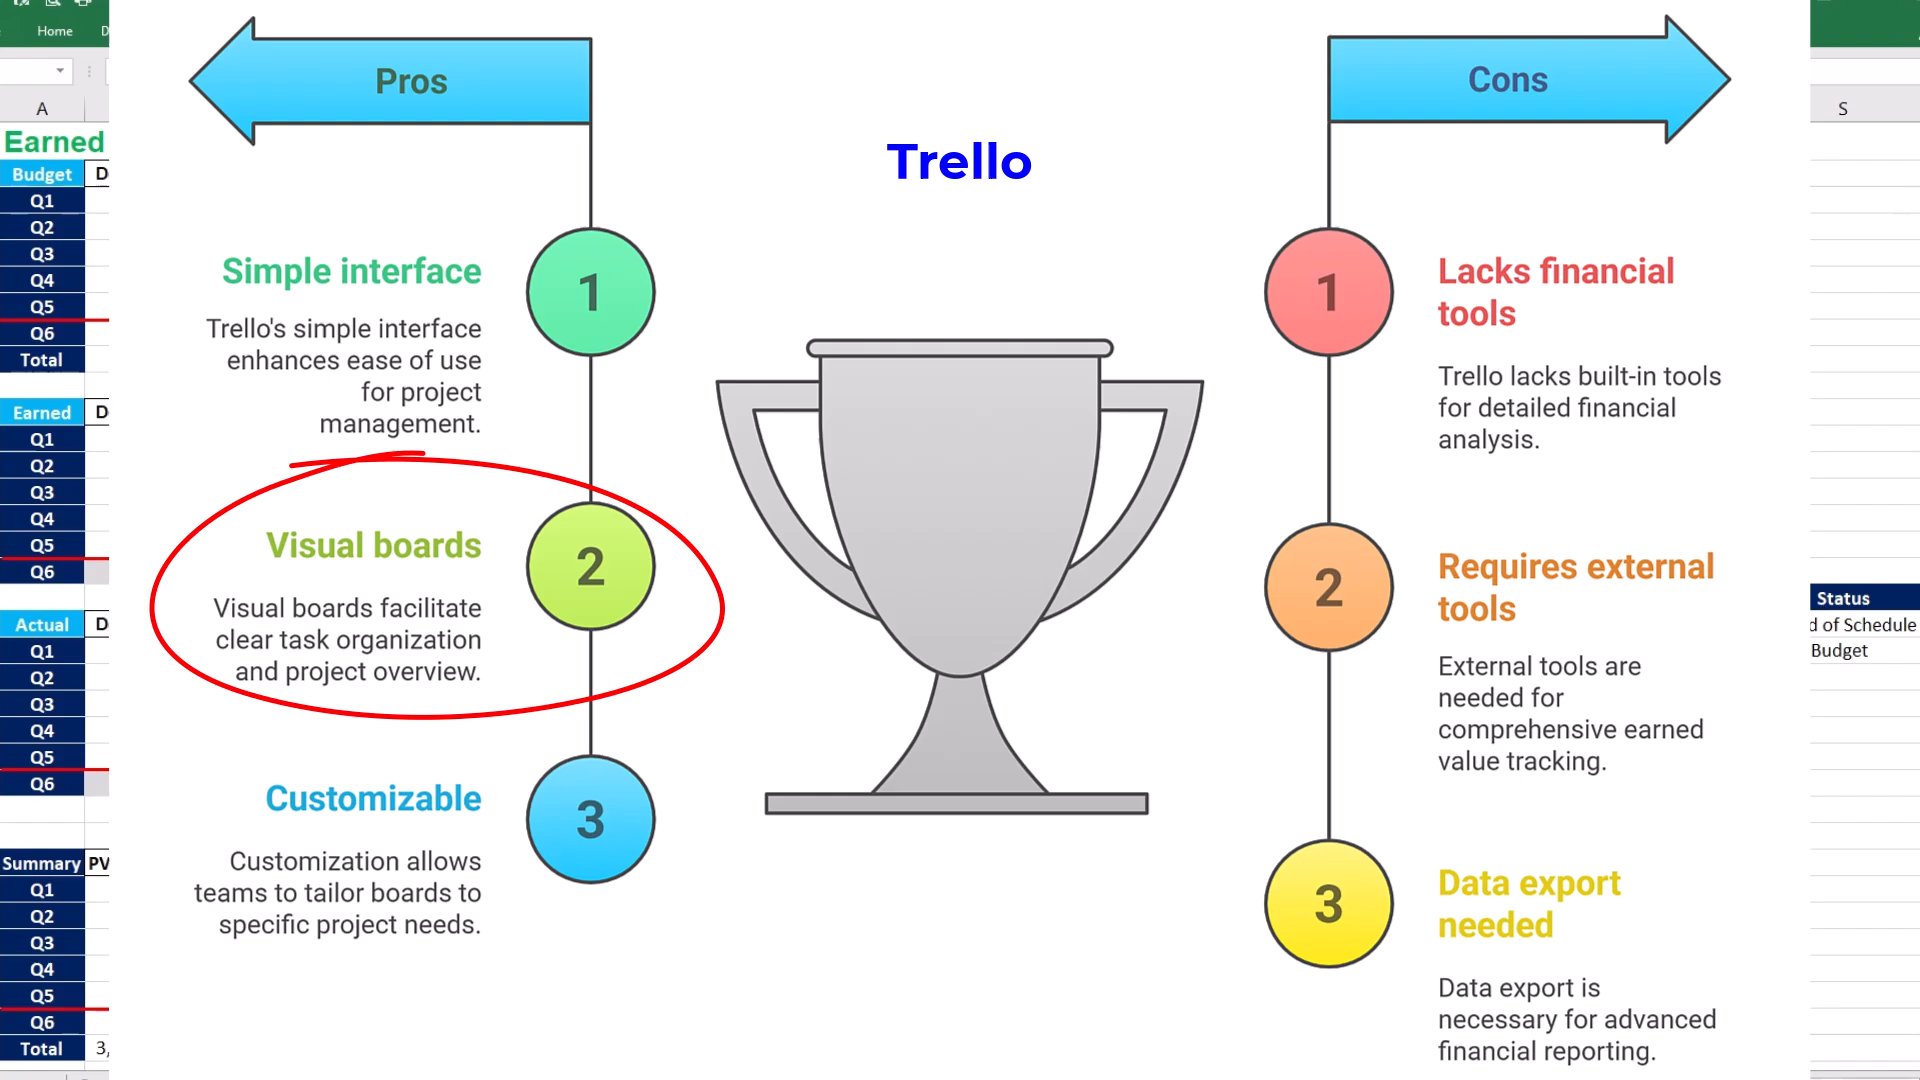 Home
D
A
Earned
Budget
D
Q1
Q2
Q3
Q4
Q5
Q6
Total
Earned
D
Q1
Q2
Q3
Q4
Q5
Q6
Actual
D
Q1
Q2
Q3
Q4
Q5
Q6
Summary
PV
Q1
Q2
Q3
Q4
Q5
Q6
Total
3,
Pros
Simple interface
Trello's simple interface
enhances ease of use
for project
management.
1
Visual boards
Visual boards facilitate
clear task organization
and project overview.
2
Customizable
Customization allows
teams to tailor boards to
specific project needs.
3
Trello
Cons
1
Lacks financial
tools
Trello lacks built-in tools
for detailed financial
analysis.
2
Requires external
tools
External tools are
needed for
comprehensive earned
value tracking.
3
Data export
needed
Data export is
necessary for advanced
financial reporting.
S
Status
d of Schedule
Budget